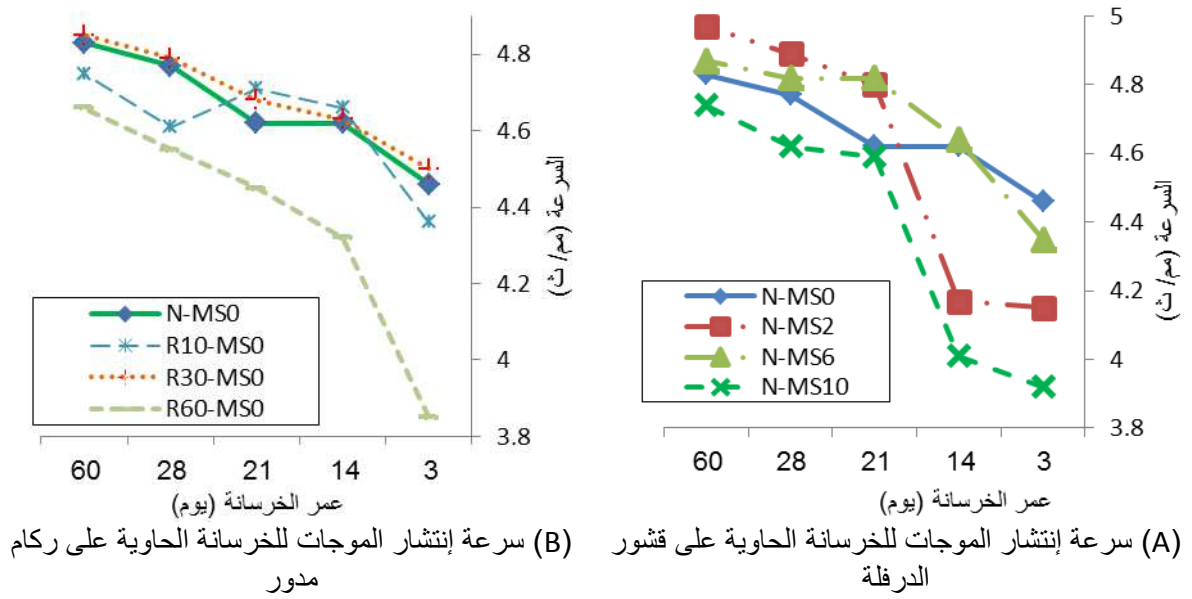 5
4.8
4.6
4.4
4.2
4
3.8
السرعة (مم/ ث)
N-MS0
N-MS2
N-MS6
N-MS10
60 28 21 14 3
عمر الخرسانة (يوم)
(A) سرعة إنتشار الموجات للخرسانة الحاوية على قشور
الدرفلة
4.8
4.6
4.4
4.2
4
3.8
السرعة (مم/ ث)
N-MS0
R10-MS0
R30-MS0
R60-MS0
60 28 21 14 3
عمر الخرسانة (يوم)
(B) سرعة إنتشار الموجات للخرسانة الحاوية على ركام
مدور